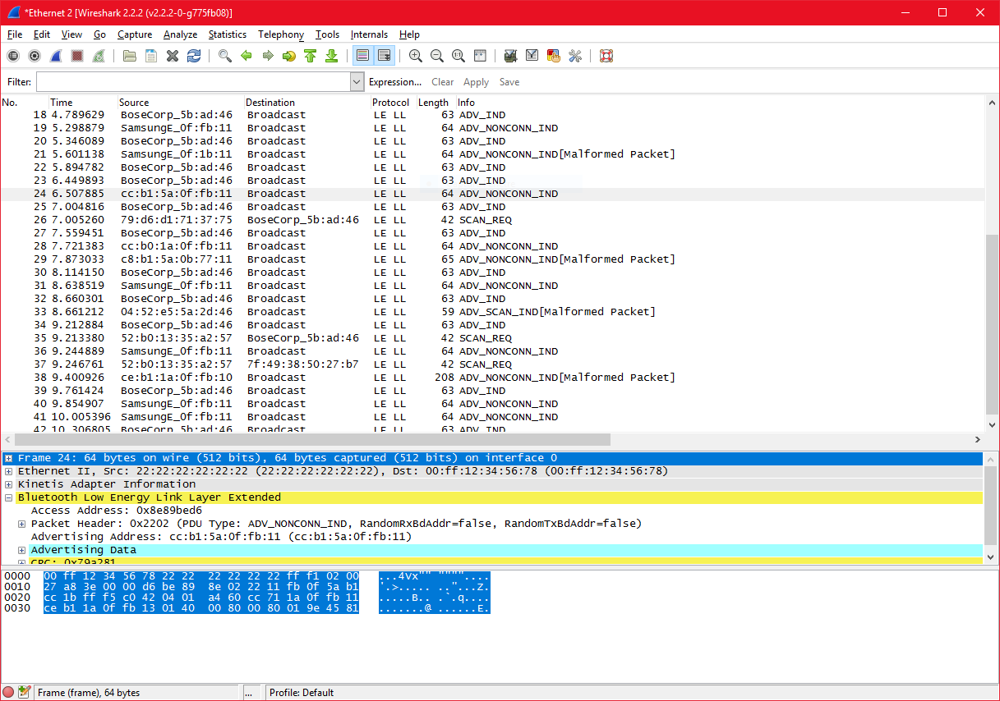 *Ethernet 2 [Wireshark 2.2.2 (v2.2.2-0-g775fb08)]
File Edit View Go Capture Analyze Statistics Telephony Tools Internals Help
Filter: Expression... Clear Apply Save
No. Time Source Destination Protocol Length Info
18 4.789629 BoseCorp_5b:ad:46 Broadcast LE LL 63 ADV_IND
19 5.298879 SamsungE_0f:fb:11 Broadcast LE LL 64 ADV_NONCONN_IND
20 5.346089 BoseCorp_5b:ad:46 Broadcast LE LL 63 ADV_IND
21 5.601138 SamsungE_0f:1b:11 Broadcast LE LL 64 ADV_NONCONN_IND[Malformed Packet]
22 5.894782 BoseCorp_5b:ad:46 Broadcast LE LL 63 ADV_IND
23 6.449893 BoseCorp_5b:ad:46 Broadcast LE LL 63 ADV_IND
24 6.507885 cc:b1:5a:0f:fb:11 Broadcast LE LL 64 ADV_NONCONN_IND
25 7.004816 BoseCorp_5b:ad:46 Broadcast LE LL 63 ADV_IND
26 7.005260 79:d6:d1:71:37:75 BoseCorp_5b:ad:46 LE LL 42 SCAN_REQ
27 7.559451 BoseCorp_5b:ad:46 Broadcast LE LL 63 ADV_IND
28 7.721383 cc:b0:1a:0f:fb:11 Broadcast LE LL 64 ADV_NONCONN_IND
29 7.873033 c8:b1:5a:0b:77:11 Broadcast LE LL 65 ADV_NONCONN_IND[Malformed Packet]
30 8.114150 BoseCorp_5b:ad:46 Broadcast LE LL 63 ADV_IND
31 8.638519 SamsungE_0f:fb:11 Broadcast LE LL 64 ADV_NONCONN_IND
32 8.660301 BoseCorp_5b:ad:46 Broadcast LE LL 63 ADV_IND
33 8.661212 04:52:e5:5a:2d:46 Broadcast LE LL 59 ADV_SCAN_IND[Malformed Packet]
34 9.212884 BoseCorp_5b:ad:46 Broadcast LE LL 63 ADV_IND
35 9.213380 52:b0:13:35:a2:57 BoseCorp_5b:ad:46 LE LL 42 SCAN_REQ
36 9.244889 SamsungE_0f:fb:11 Broadcast LE LL 64 ADV_NONCONN_IND
37 9.246761 52:b0:13:35:a2:57 7f:49:38:50:27:b7 LE LL 42 SCAN_REQ
38 9.400926 ce:b1:1a:0f:fb:10 Broadcast LE LL 208 ADV_NONCONN_IND[Malformed Packet]
39 9.761424 BoseCorp_5b:ad:46 Broadcast LE LL 63 ADV_IND
40 9.854907 SamsungE_0f:fb:11 Broadcast LE LL 64 ADV_NONCONN_IND
41 10.005396 SamsungE_0f:fb:11 Broadcast LE LL 64 ADV_NONCONN_IND
42 10.306805 BoseCorp_5b:ad:46 Broadcast LE LL 63 ADV_IND
Frame 24: 64 bytes on wire (512 bits), 64 bytes captured (512 bits) on interface 0
Ethernet II, Src: 22:22:22:22:22:22 (22:22:22:22:22:22), Dst: 00:ff:12:34:56:78 (00:ff:12:34:56:78)
Kinetis Adapter Information
Bluetooth Low Energy Link Layer Extended
Access Address: 0x8e89bed6
Packet Header: 0x2202 (PDU Type: ADV_NONCONN_IND, RandomRxBdAddr=false, RandomTxBdAddr=false)
Advertising Address: cc:b1:5a:0f:fb:11 (cc:b1:5a:0f:fb:11)
Advertising Data
CRC: 0x79a281
0000 00 ff 12 34 56 78 22 22 22 22 22 22 ff f1 02 00 ...4Vx"" """"....
0010 27 a8 3e 00 00 d6 be 89 8e 02 22 11 fb 0f 5a b1 '.>..... .."...Z.
0020 cc 1b ff f5 c0 42 04 01 a4 60 cc 71 1a 0f fb 11 .....B.. .`.q....
0030 ce b1 1a 0f fb 13 01 40 00 80 00 80 01 9e 45 81 .......@ ......E.
Frame (frame), 64 bytes ... Profile: Default